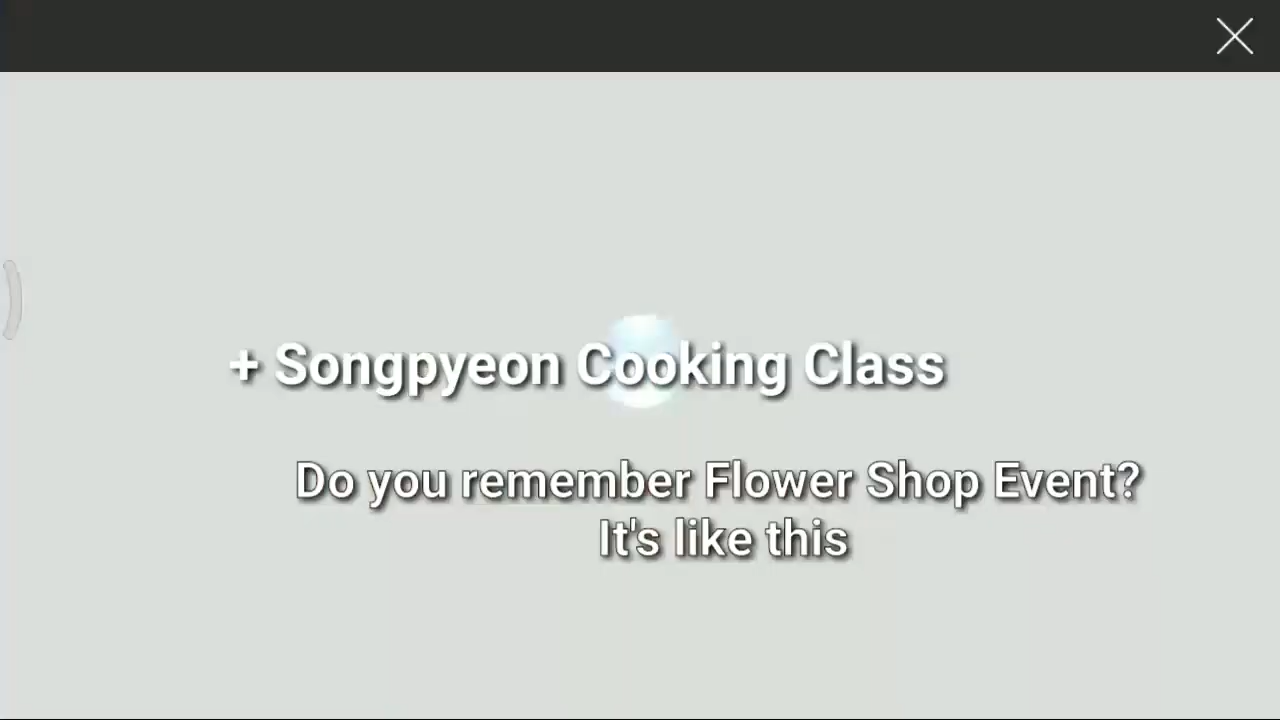 + Songpyeon Cooking Class
Do you remember Flower Shop Event?
It's like this